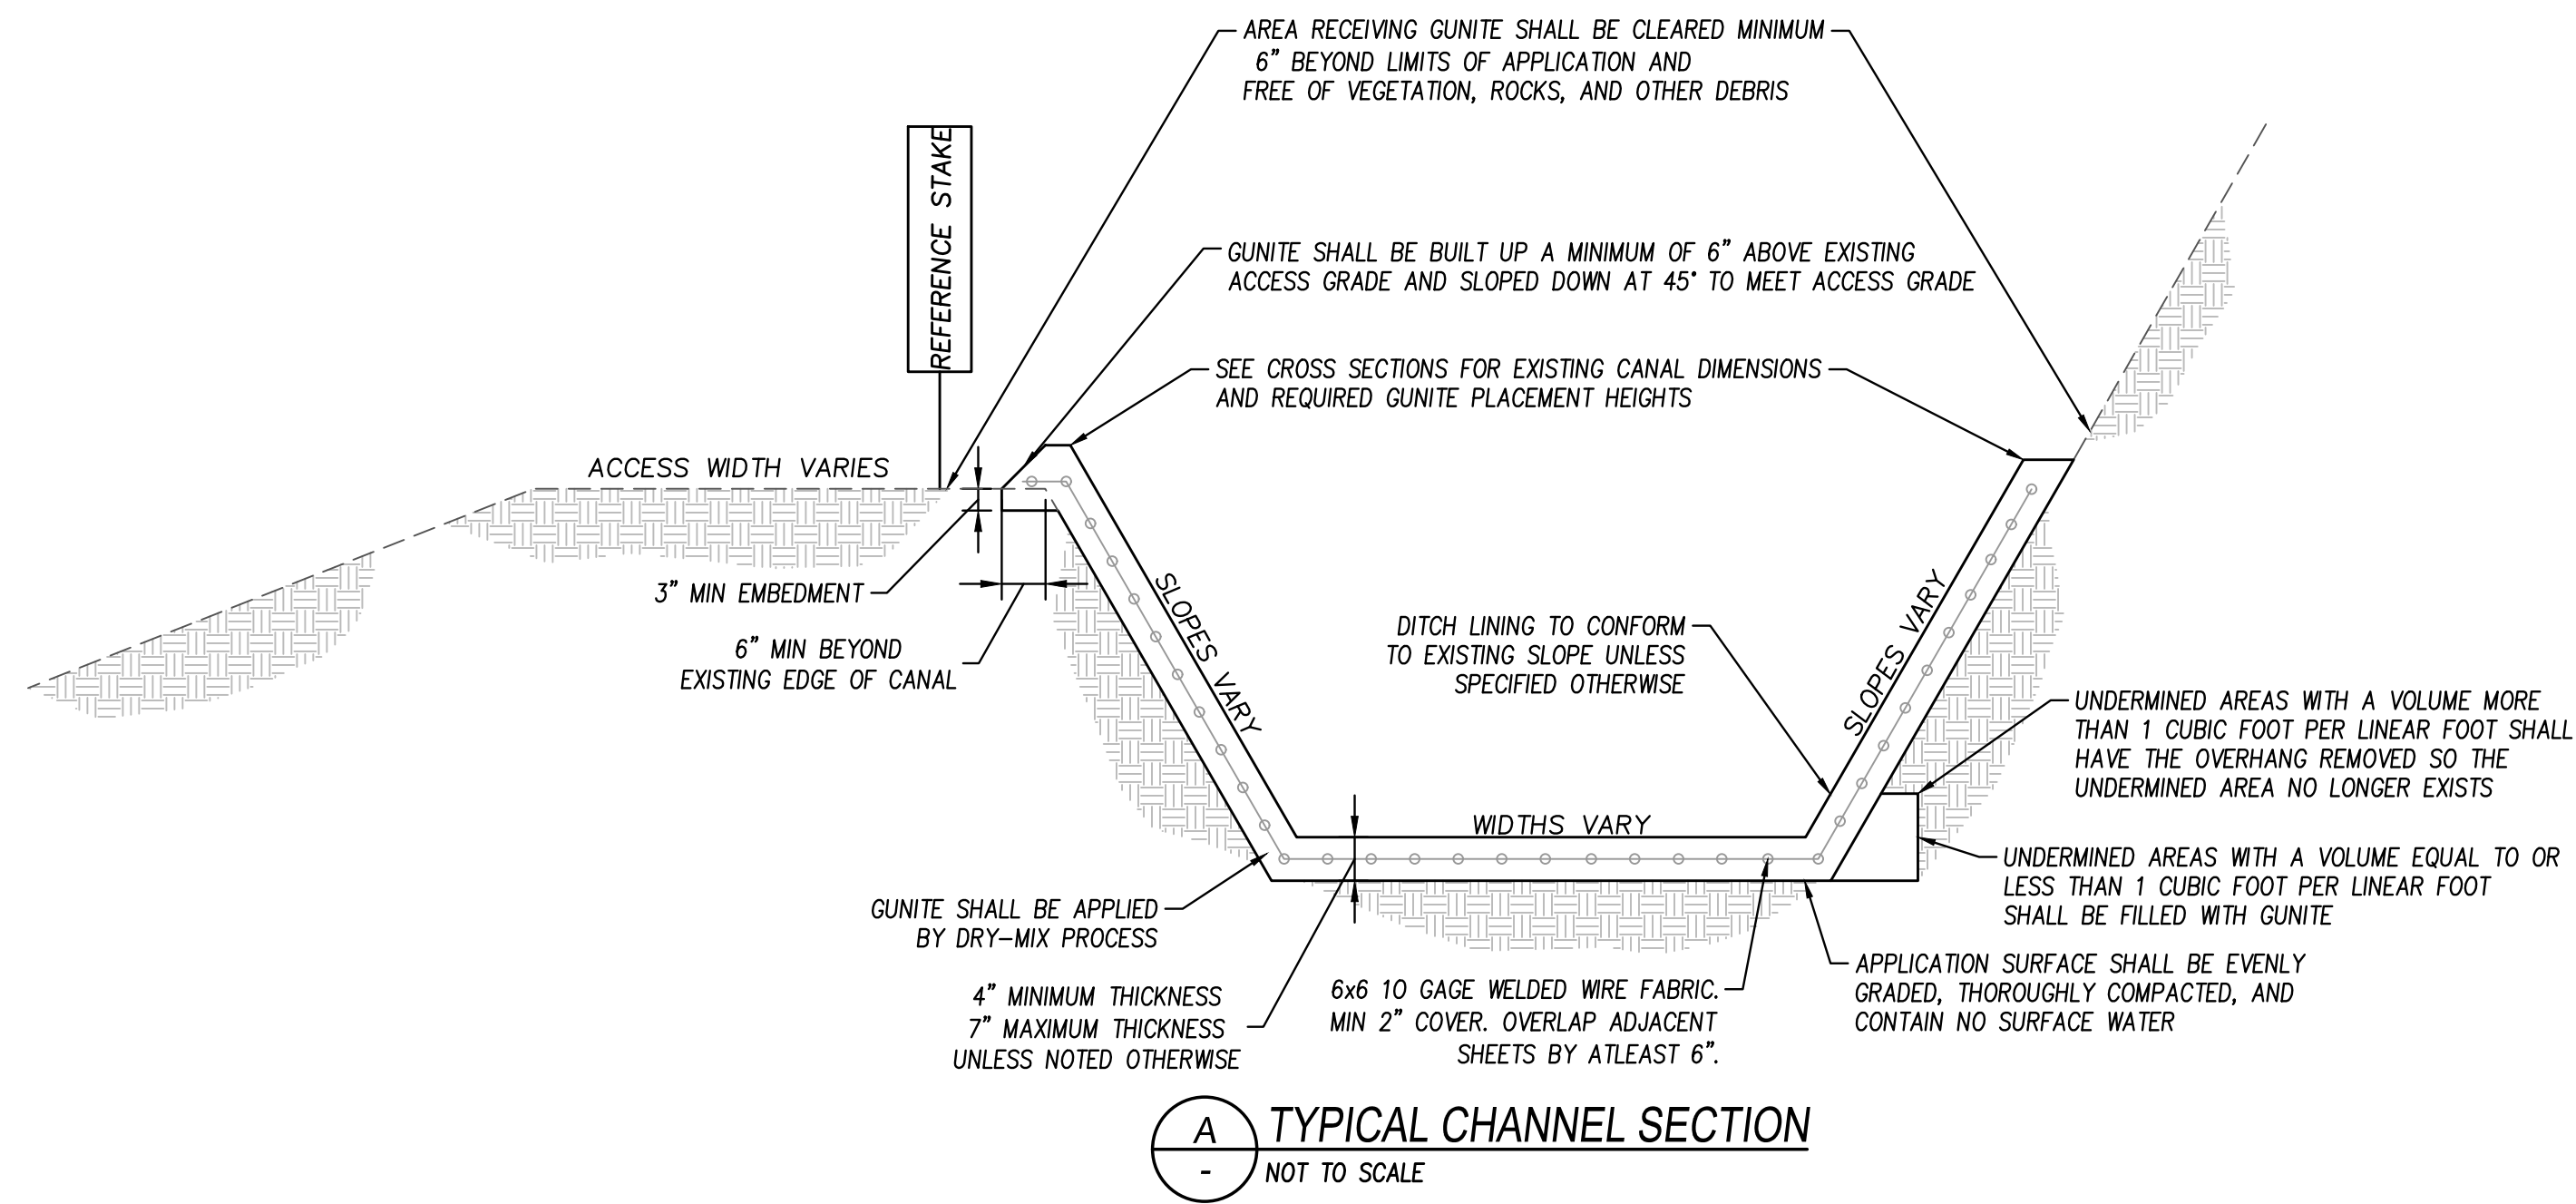 AREA RECEIVING GUNITE SHALL BE CLEARED MINIMUM
6" BEYOND LIMITS OF APPLICATION AND
FREE OF VEGETATION, ROCKS, AND OTHER DEBRIS
REFERENCE STAKE
GUNITE SHALL BE BUILT UP A MINIMUM OF 6" ABOVE EXISTING
ACCESS GRADE AND SLOPED DOWN AT 45° TO MEET ACCESS GRADE
SEE CROSS SECTIONS FOR EXISTING CANAL DIMENSIONS
AND REQUIRED GUNITE PLACEMENT HEIGHTS
ACCESS WIDTH VARIES
3" MIN EMBEDMENT
6" MIN BEYOND
EXISTING EDGE OF CANAL
SLOPES VARY
DITCH LINING TO CONFORM
TO EXISTING SLOPE UNLESS
SPECIFIED OTHERWISE
SLOPES VARY
UNDERMINED AREAS WITH A VOLUME MORE
THAN 1 CUBIC FOOT PER LINEAR FOOT SHALL
HAVE THE OVERHANG REMOVED SO THE
UNDERMINED AREA NO LONGER EXISTS
WIDTHS VARY
UNDERMINED AREAS WITH A VOLUME EQUAL TO OR
LESS THAN 1 CUBIC FOOT PER LINEAR FOOT
SHALL BE FILLED WITH GUNITE
GUNITE SHALL BE APPLIED
BY DRY-MIX PROCESS
4" MINIMUM THICKNESS
7" MAXIMUM THICKNESS
UNLESS NOTED OTHERWISE
6x6 10 GAGE WELDED WIRE FABRIC.
MIN 2" COVER. OVERLAP ADJACENT
SHEETS BY ATLEAST 6".
APPLICATION SURFACE SHALL BE EVENLY
GRADED, THOROUGHLY COMPACTED, AND
CONTAIN NO SURFACE WATER
A
-
TYPICAL CHANNEL SECTION
NOT TO SCALE